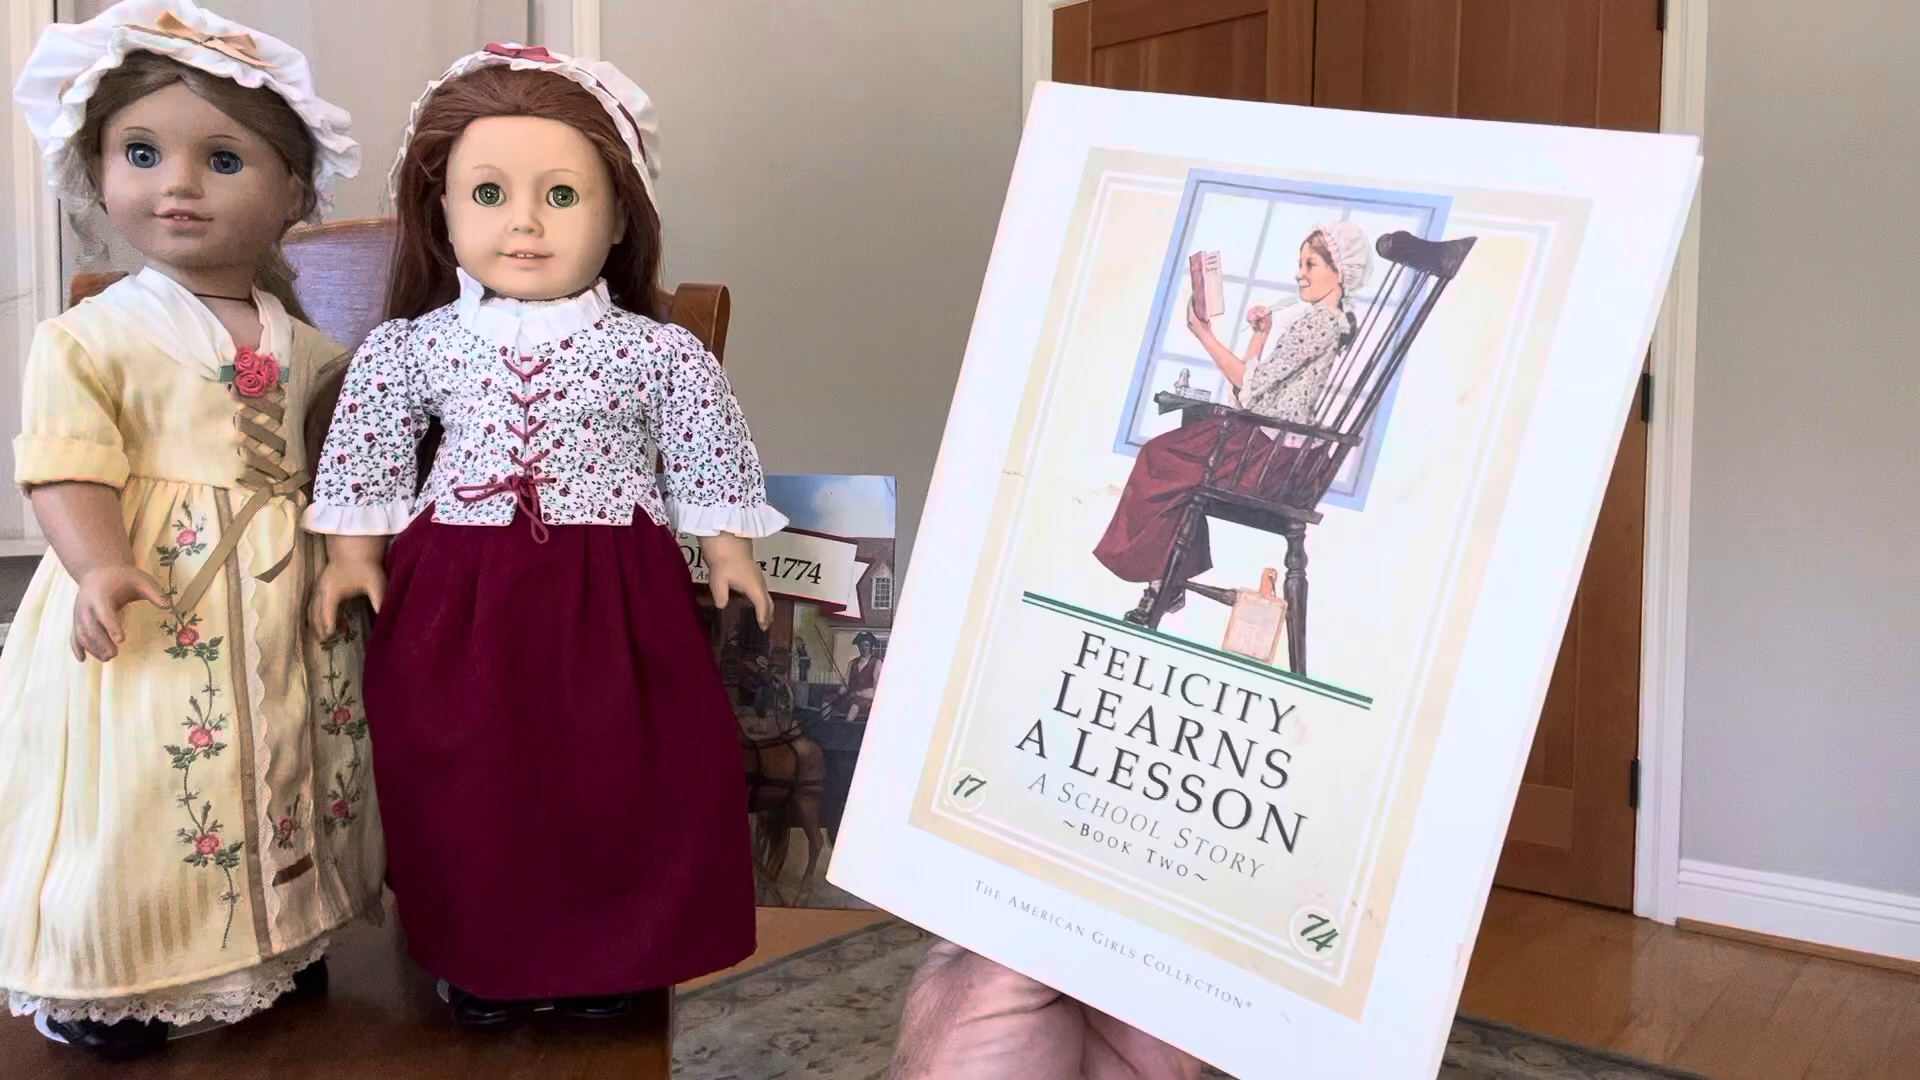 1774
FELICITY
LEARNS
A LESSON
17
A SCHOOL STORY
~BOOK TWO~
74
THE AMERICAN GIRLS COLLECTION®